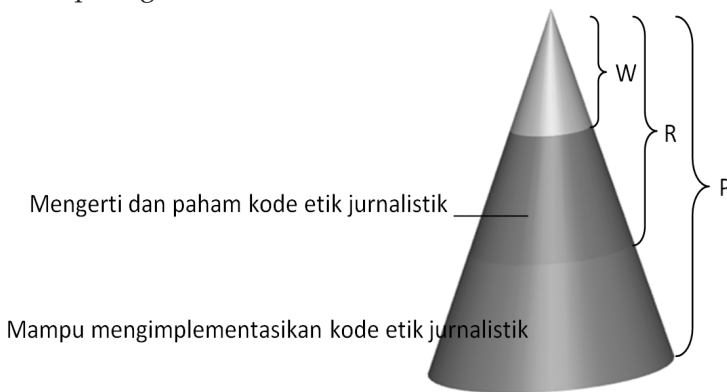 W
R
P
Mengerti dan paham kode etik jurnalistik
Mampu mengimplementasikan kode etik jurnalistik